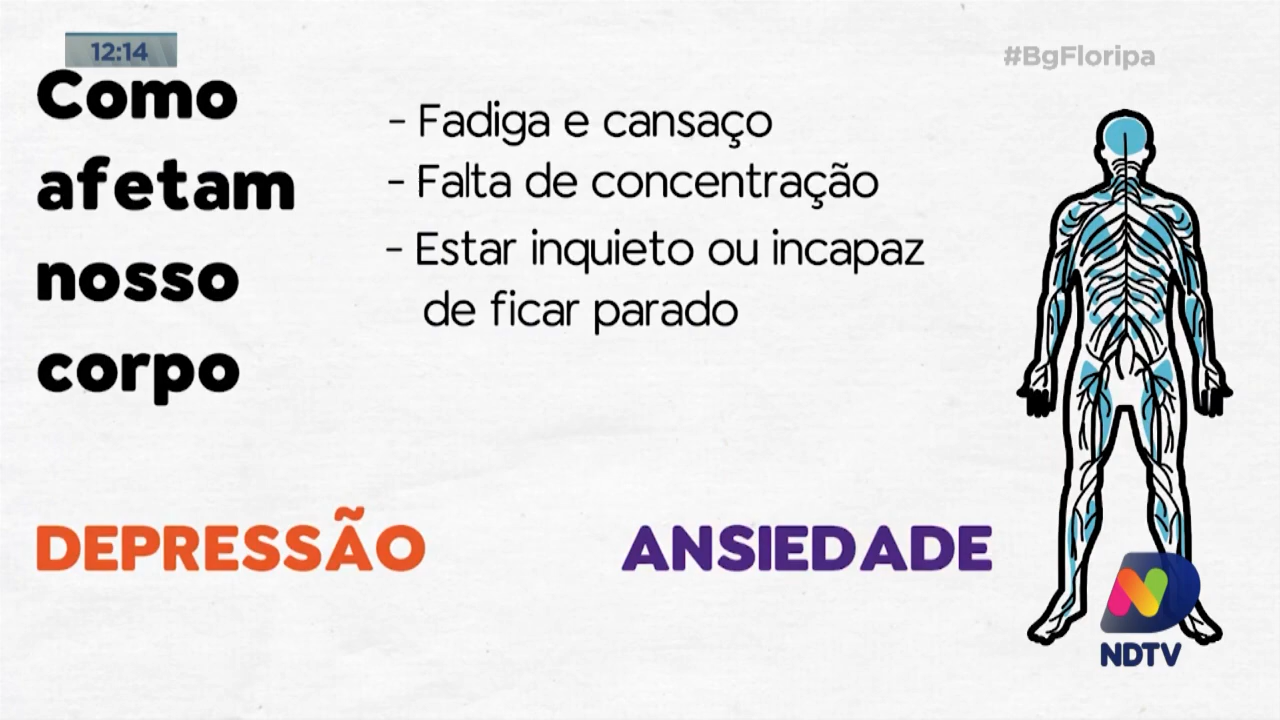 12:14
#BgFloripa
Como
afetam
nosso
corpo
- Fadiga e cansaço
- Falta de concentração
- Estar inquieto ou incapaz
de ficar parado
DEPRESSÃO
ANSIEDADE
NDTV